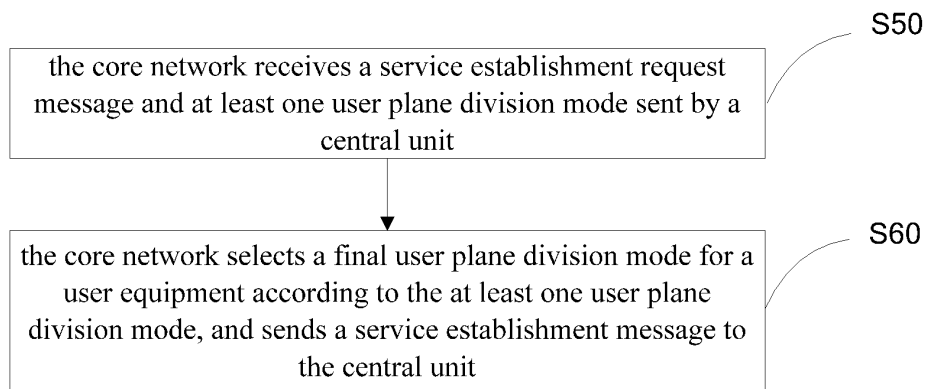 S50
the core network receives a service establishment request
message and at least one user plane division mode sent by a
central unit
S60
the core network selects a final user plane division mode for a
user equipment according to the at least one user plane
division mode, and sends a service establishment message to
the central unit